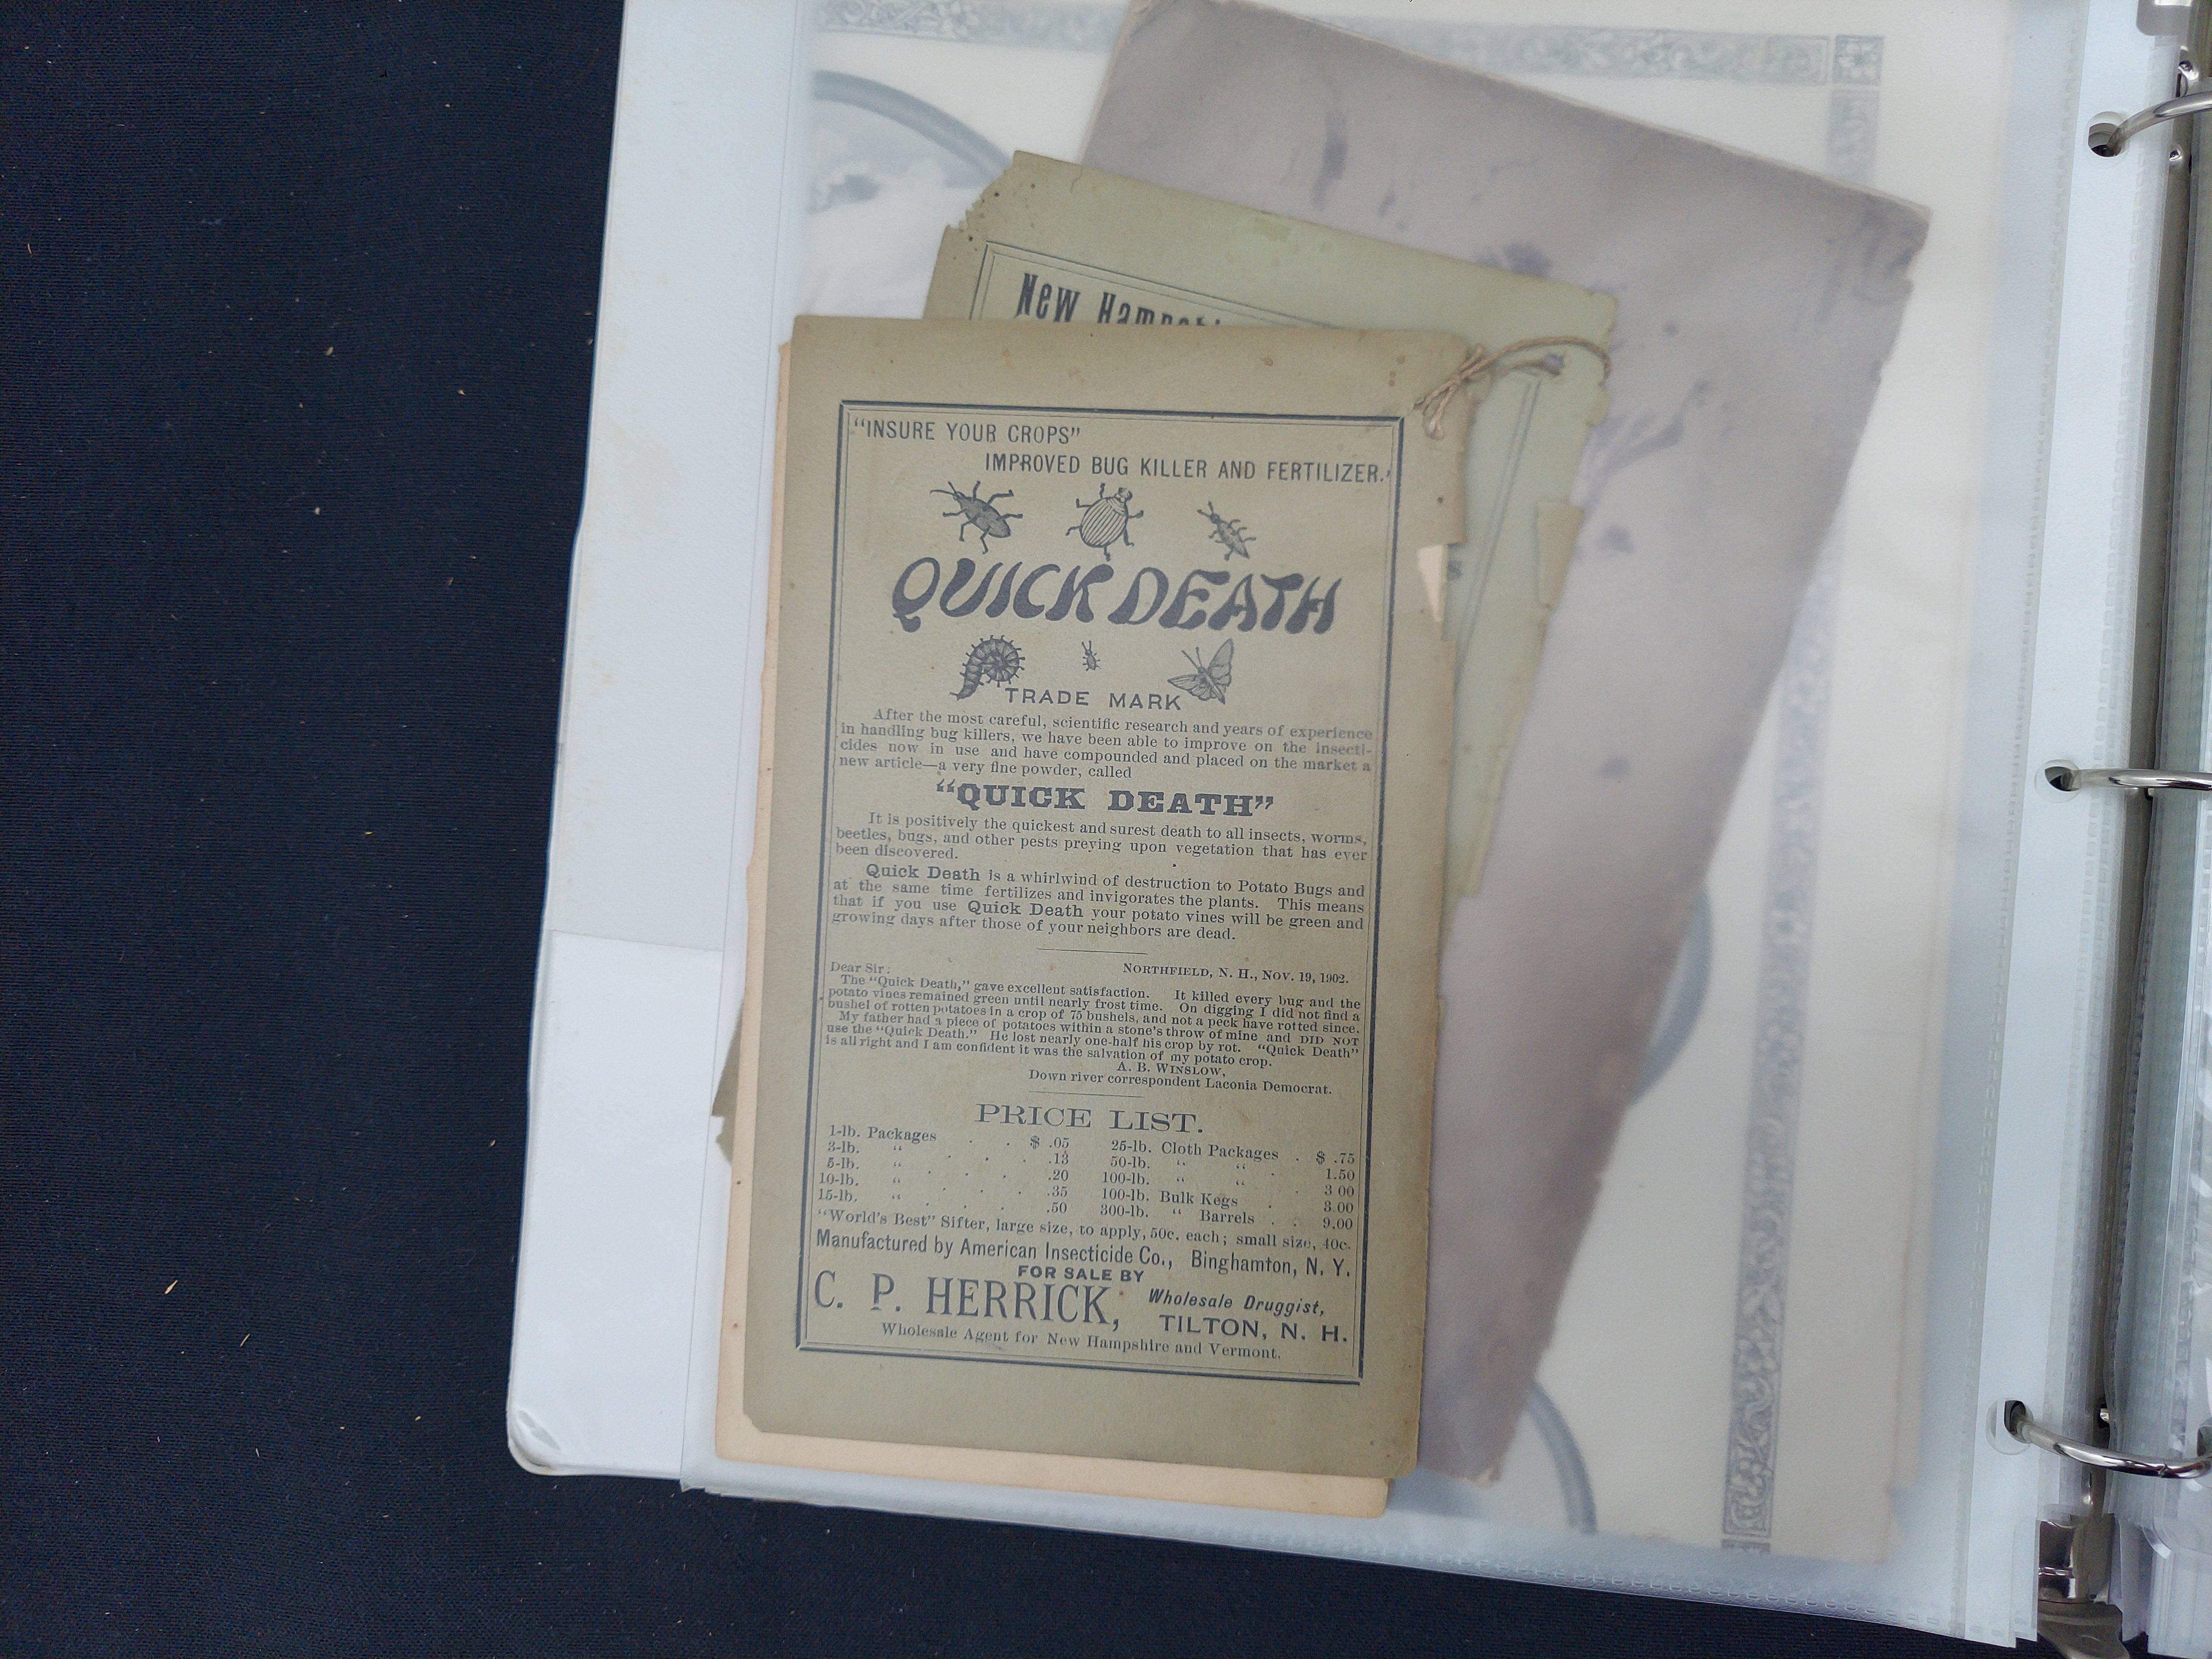 New Hampshi
"INSURE YOUR CROPS"
IMPROVED BUG KILLER AND FERTILIZER.
QUICK DEATH
TRADE MARK
After the most careful, scientific research and years of experience
in handling bug killers, we have been able to improve on the insecti-
cides now in use and have compounded and placed on the market a
new article—a very fine powder, called
"QUICK DEATH"
It is positively the quickest and surest death to all insects, worms,
beetles, bugs, and other pests preying upon vegetation that has ever
been discovered.
Quick Death is a whirlwind of destruction to Potato Bugs and
at the same time fertilizes and invigorates the plants. This means
that if you use Quick Death your potato vines will be green and
growing days after those of your neighbors are dead.
NORTHFIELD, N. H., NOV. 19, 1902.
Dear Sir:
The "Quick Death," gave excellent satisfaction. It killed every bug and the
potato vines remained green until nearly frost time. On digging I did not find a
bushel of rotten potatoes in a crop of 75 bushels, and not a peck have rotted since.
My father had a piece of potatoes within a stone's throw of mine and DID NOT
use the "Quick Death." He lost nearly one-half his crop by rot. "Quick Death"
is all right and I am confident it was the salvation of my potato crop.
A. B. WINSLOW,
Down river correspondent Laconia Democrat.
PRICE LIST.
1-lb. Packages . . $ .05 25-lb. Cloth Packages . $ .75
3-lb. " . . . .13 50-lb. " " . 1.50
5-lb. " . . . .20 100-lb. " " . 3 00
10-lb. " . . . .35 100-lb. Bulk Kegs . 3.00
15-lb. " . . . .50 300-lb. " Barrels . . 9.00
"World's Best" Sifter, large size, to apply, 50c. each; small size, 40c.
Manufactured by American Insecticide Co., Binghamton, N. Y.
FOR SALE BY
C. P. HERRICK, Wholesale Druggist,
TILTON, N. H.
Wholesale Agent for New Hampshire and Vermont.